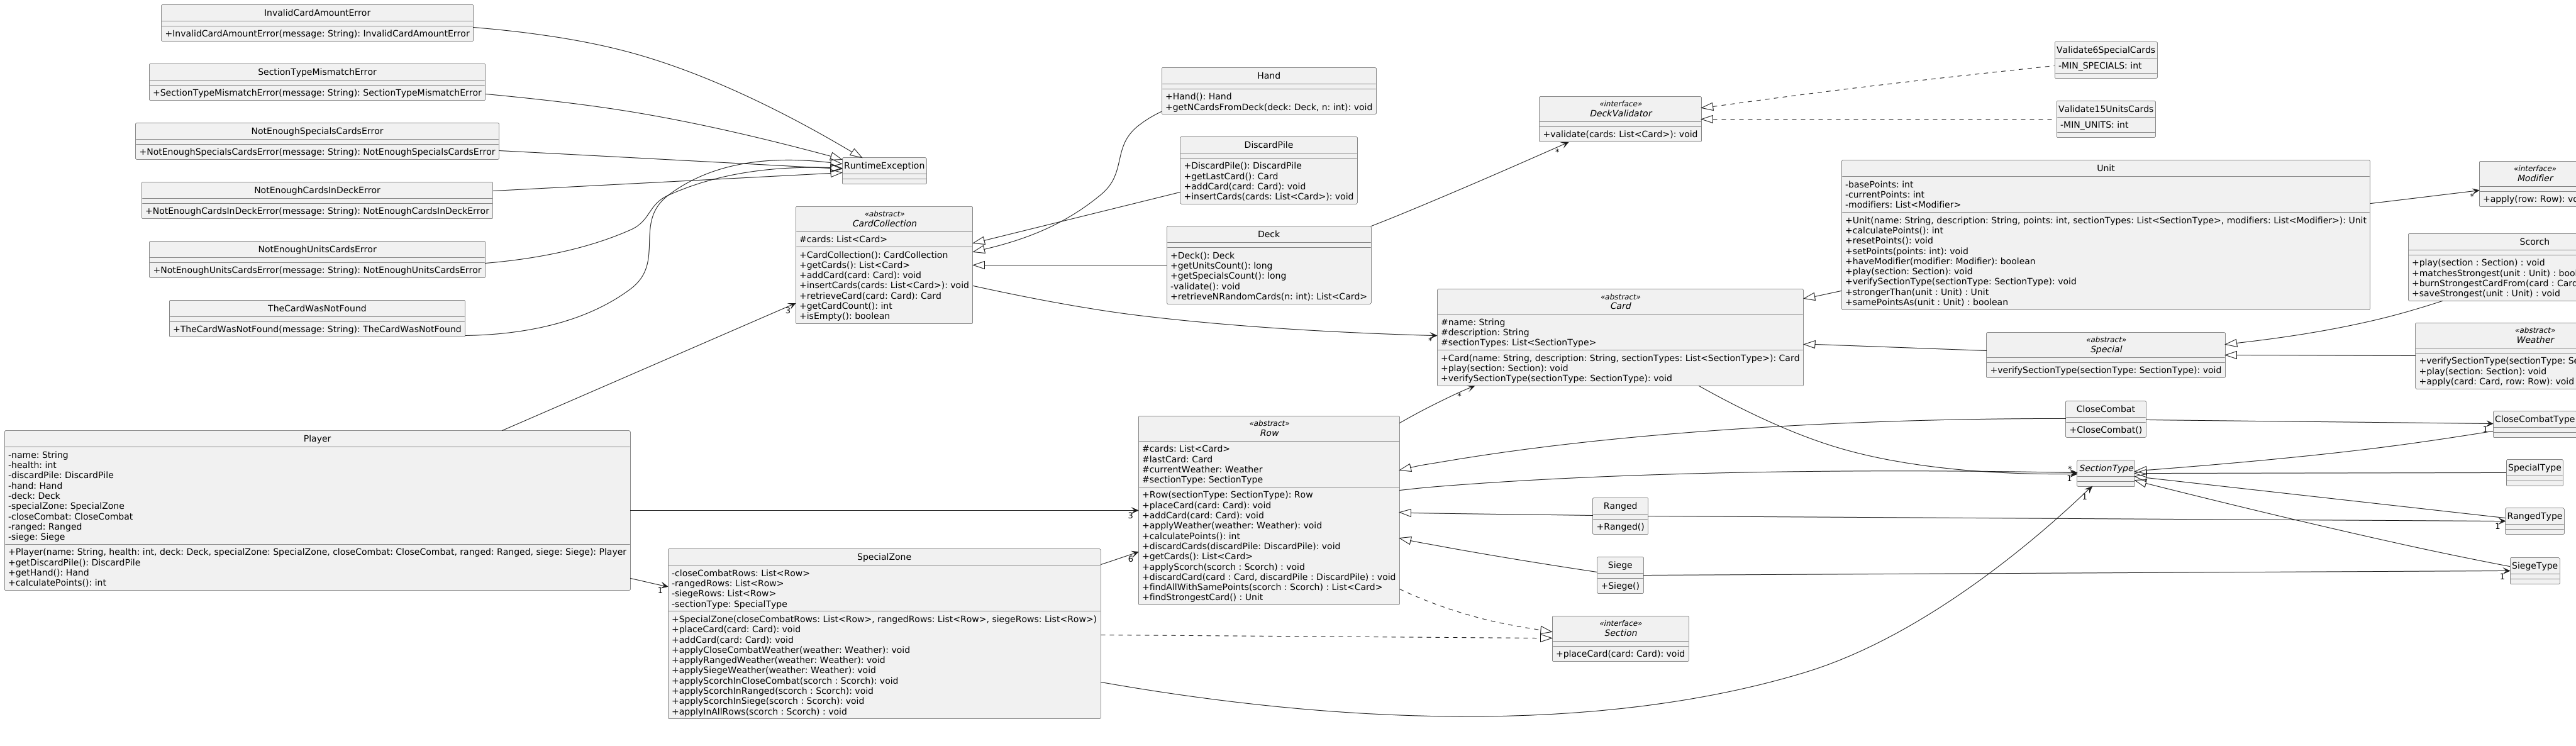 InvalidCardAmountError
+InvalidCardAmountError(message: String): InvalidCardAmountError
SectionTypeMismatchError
+SectionTypeMismatchError(message: String): SectionTypeMismatchError
NotEnoughSpecialsCardsError
+NotEnoughSpecialsCardsError(message: String): NotEnoughSpecialsCardsError
NotEnoughCardsInDeckError
+NotEnoughCardsInDeckError(message: String): NotEnoughCardsInDeckError
NotEnoughUnitsCardsError
+NotEnoughUnitsCardsError(message: String): NotEnoughUnitsCardsError
TheCardWasNotFound
+TheCardWasNotFound(message: String): TheCardWasNotFound
Player
-name: String
-health: int
-discardPile: DiscardPile
-hand: Hand
-deck: Deck
-specialZone: SpecialZone
-closeCombat: CloseCombat
-ranged: Ranged
-siege: Siege
+Player(name: String, health: int, deck: Deck, specialZone: SpecialZone, closeCombat: CloseCombat, ranged: Ranged, siege: Siege): Player
+getDiscardPile(): DiscardPile
+getHand(): Hand
+calculatePoints(): int
RuntimeException
3
«abstract»
CardCollection
#cards: List<Card>
+CardCollection(): CardCollection
+getCards(): List<Card>
+addCard(card: Card): void
+insertCards(cards: List<Card>): void
+retrieveCard(card: Card): Card
+getCardCount(): int
+isEmpty(): boolean
1
SpecialZone
-closeCombatRows: List<Row>
-rangedRows: List<Row>
-siegeRows: List<Row>
-sectionType: SpecialType
+SpecialZone(closeCombatRows: List<Row>, rangedRows: List<Row>, siegeRows: List<Row>)
+placeCard(card: Card): void
+addCard(card: Card): void
+applyCloseCombatWeather(weather: Weather): void
+applyRangedWeather(weather: Weather): void
+applySiegeWeather(weather: Weather): void
+applyScorchInCloseCombat(scorch : Scorch): void
+applyScorchInRanged(scorch : Scorch): void
+applyScorchInSiege(scorch : Scorch): void
+applyInAllRows(scorch : Scorch) : void
Hand
+Hand(): Hand
+getNCardsFromDeck(deck: Deck, n: int): void
DiscardPile
+DiscardPile(): DiscardPile
+getLastCard(): Card
+addCard(card: Card): void
+insertCards(cards: List<Card>): void
Deck
+Deck(): Deck
+getUnitsCount(): long
+getSpecialsCount(): long
-validate(): void
+retrieveNRandomCards(n: int): List<Card>
3
6
«abstract»
Row
#cards: List<Card>
#lastCard: Card
#currentWeather: Weather
#sectionType: SectionType
+Row(sectionType: SectionType): Row
+placeCard(card: Card): void
+addCard(card: Card): void
+applyWeather(weather: Weather): void
+calculatePoints(): int
+discardCards(discardPile: DiscardPile): void
+getCards(): List<Card>
+applyScorch(scorch : Scorch) : void
+discardCard(card : Card, discardPile : DiscardPile) : void
+findAllWithSamePoints(scorch : Scorch) : List<Card>
+findStrongestCard() : Unit
*
«interface»
DeckValidator
+validate(cards: List<Card>): void
*
*
«abstract»
Card
#name: String
#description: String
#sectionTypes: List<SectionType>
+Card(name: String, description: String, sectionTypes: List<SectionType>): Card
+play(section: Section): void
+verifySectionType(sectionType: SectionType): void
Ranged
+Ranged()
Siege
+Siege()
«interface»
Section
+placeCard(card: Card): void
Validate6SpecialCards
-MIN_SPECIALS: int
Validate15UnitsCards
-MIN_UNITS: int
Unit
-basePoints: int
-currentPoints: int
-modifiers: List<Modifier>
+Unit(name: String, description: String, points: int, sectionTypes: List<SectionType>, modifiers: List<Modifier>): Unit
+calculatePoints(): int
+resetPoints(): void
+setPoints(points: int): void
+haveModifier(modifier: Modifier): boolean
+play(section: Section): void
+verifySectionType(sectionType: SectionType): void
+strongerThan(unit : Unit) : Unit
+samePointsAs(unit : Unit) : boolean
«abstract»
Special
+verifySectionType(sectionType: SectionType): void
CloseCombat
+CloseCombat()
*
1
1
SectionType
*
«interface»
Modifier
+apply(row: Row):
Scorch
+play(section : Section) : void
+matchesStrongest(unit : Unit) :
+burnStrongestCardFrom(card :
+saveStrongest(unit : Unit) : void
«abstract»
Weather
+verifySectionType(sectionType:
+play(section: Section): void
+apply(card: Card, row: Row): void
1
CloseCombatType
SpecialType
1
RangedType
1
SiegeType